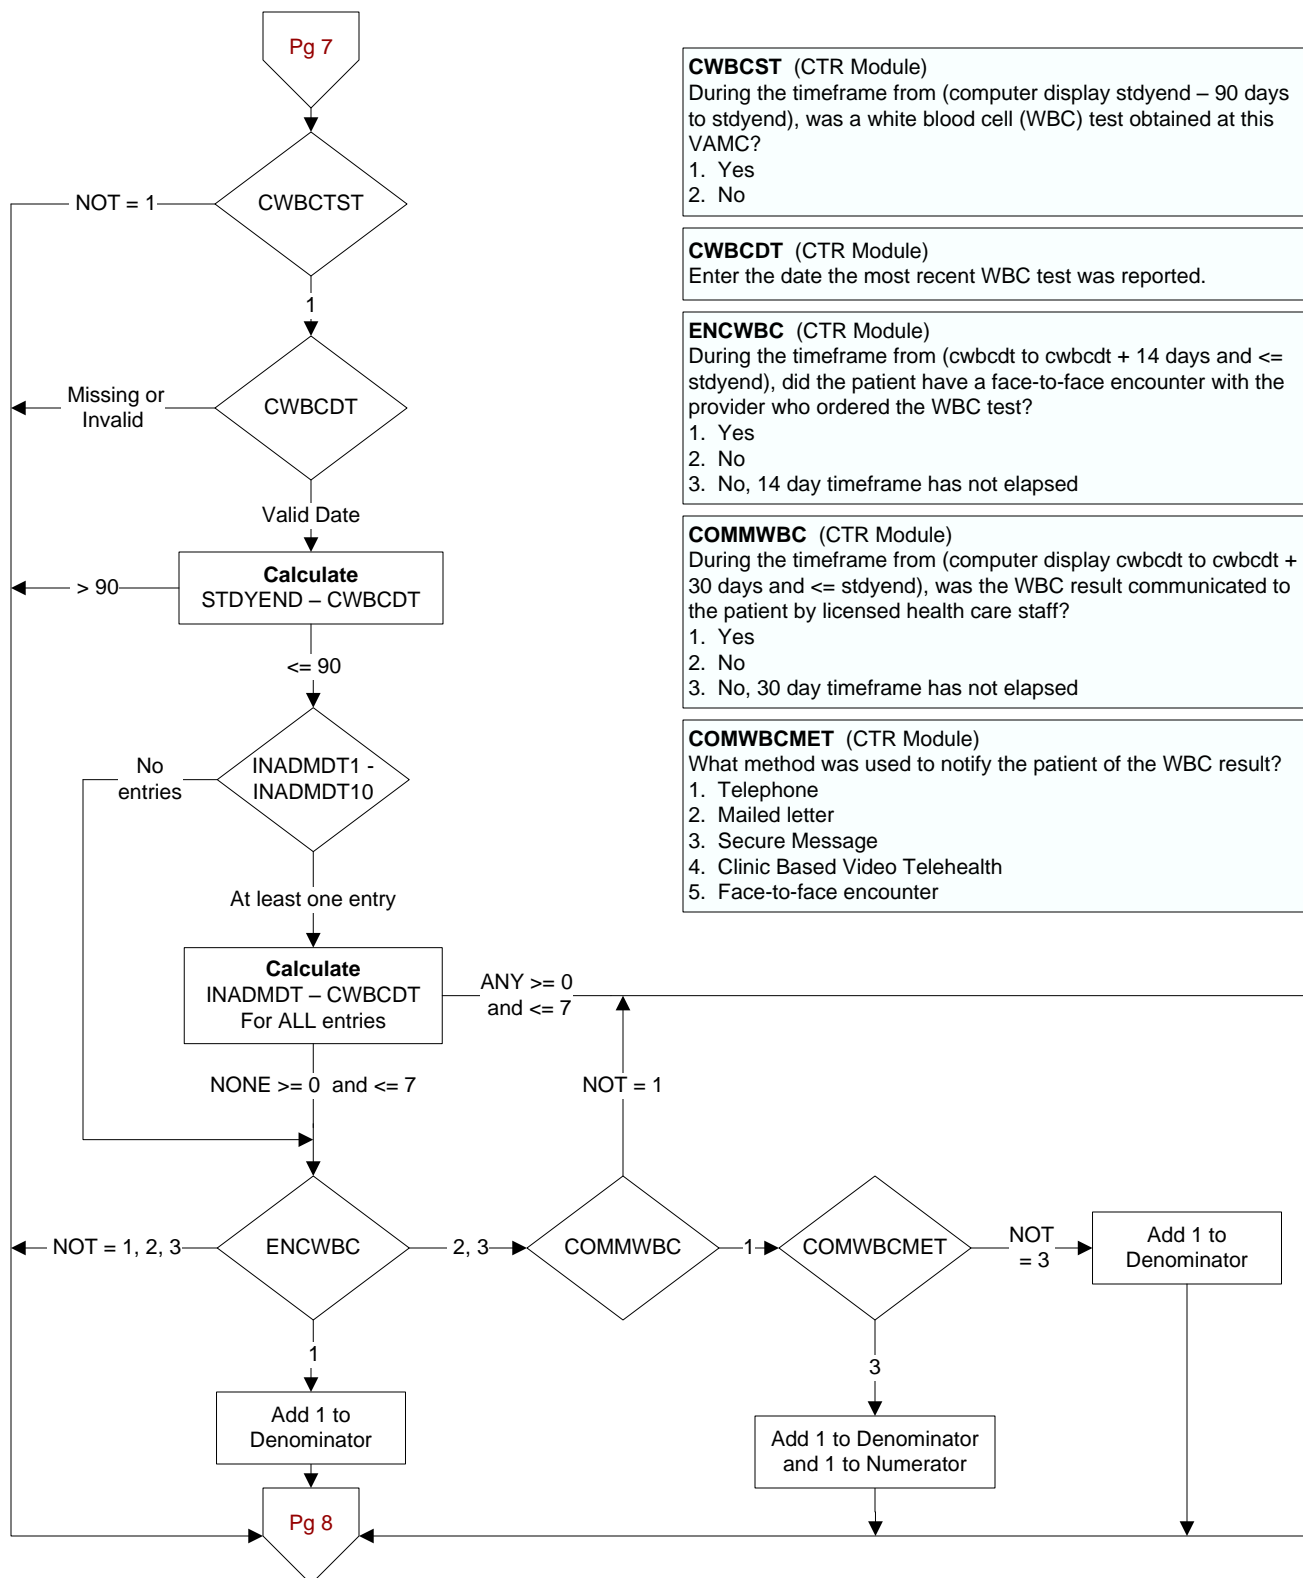 Pg 7
CWBCTST
NOT = 1
1
CWBCDT
Missing or
Invalid
Valid Date
Calculate
STDYEND – CWBCDT
> 90
<= 90
INADMDT1 -
INADMDT10
No
entries
At least one entry
Calculate
INADMDT – CWBCDT
For ALL entries
ANY >= 0
and <= 7
NONE >= 0 and <= 7
NOT = 1
ENCWBC
NOT = 1, 2, 3
2, 3
COMMWBC
1
COMWBCMET
NOT
= 3
Add 1 to
Denominator
1
3
Add 1 to
Denominator
Add 1 to Denominator
and 1 to Numerator
Pg 8
CWBCST (CTR Module)
During the timeframe from (computer display stdyend – 90 days
to stdyend), was a white blood cell (WBC) test obtained at this
VAMC?
1. Yes
2. No
CWBCDT (CTR Module)
Enter the date the most recent WBC test was reported.
ENCWBC (CTR Module)
During the timeframe from (cwbcdt to cwbcdt + 14 days and <=
stdyend), did the patient have a face-to-face encounter with the
provider who ordered the WBC test?
1. Yes
2. No
3. No, 14 day timeframe has not elapsed
COMMWBC (CTR Module)
During the timeframe from (computer display cwbcdt to cwbcdt +
30 days and <= stdyend), was the WBC result communicated to
the patient by licensed health care staff?
1. Yes
2. No
3. No, 30 day timeframe has not elapsed
COMWBCMET (CTR Module)
What method was used to notify the patient of the WBC result?
1. Telephone
2. Mailed letter
3. Secure Message
4. Clinic Based Video Telehealth
5. Face-to-face encounter